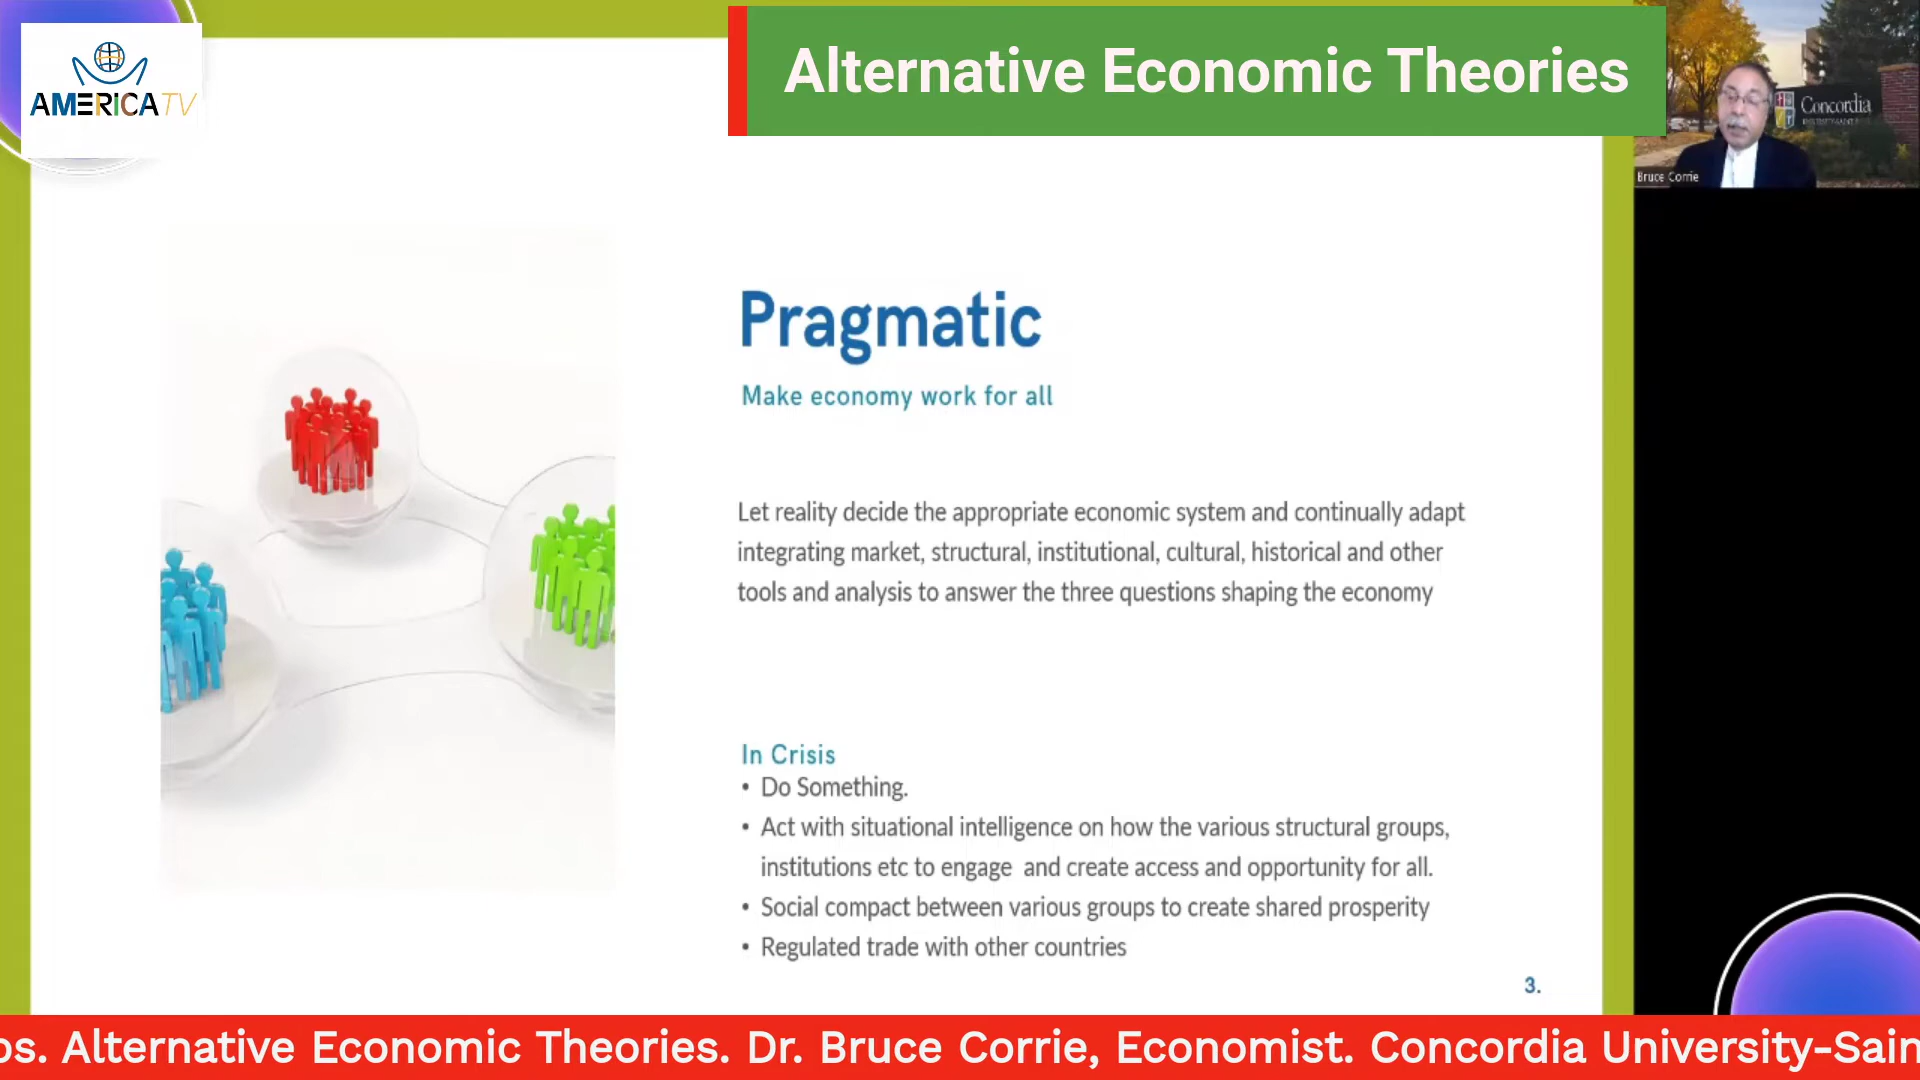 AMERICA TV
Alternative Economic Theories
Concordia
Bruce Corrie
Pragmatic
Make economy work for all
Let reality decide the appropriate economic system and continually adapt
integrating market, structural, institutional, cultural, historical and other
tools and analysis to answer the three questions shaping the economy
In Crisis
• Do Something.
• Act with situational intelligence on how the various structural groups,
institutions etc to engage and create access and opportunity for all.
• Social compact between various groups to create shared prosperity
• Regulated trade with other countries
3.
os. Alternative Economic Theories. Dr. Bruce Corrie, Economist. Concordia University-Sain